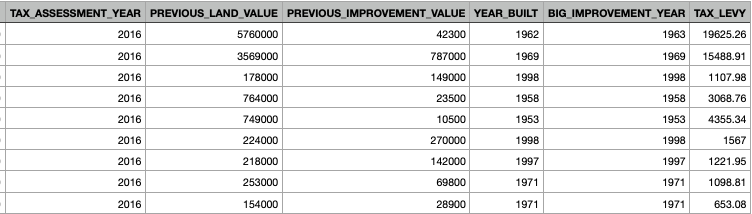 TAX_ASSESSMENT_YEAR PREVIOUS_LAND_VALUE PREVIOUS_IMPROVEMENT_VALUE YEAR_BUILT BIG_IMPROVEMENT_YEAR TAX_LEVY
2016 5760000 42300 1962 1963 19625.26
2016 3569000 787000 1969 1969 15488.91
2016 178000 149000 1998 1998 1107.98
2016 764000 23500 1958 1958 3068.76
2016 749000 10500 1953 1953 4355.34
2016 224000 270000 1998 1998 1567
2016 218000 142000 1997 1997 1221.95
2016 253000 69800 1971 1971 1098.81
2016 154000 28900 1971 1971 653.08